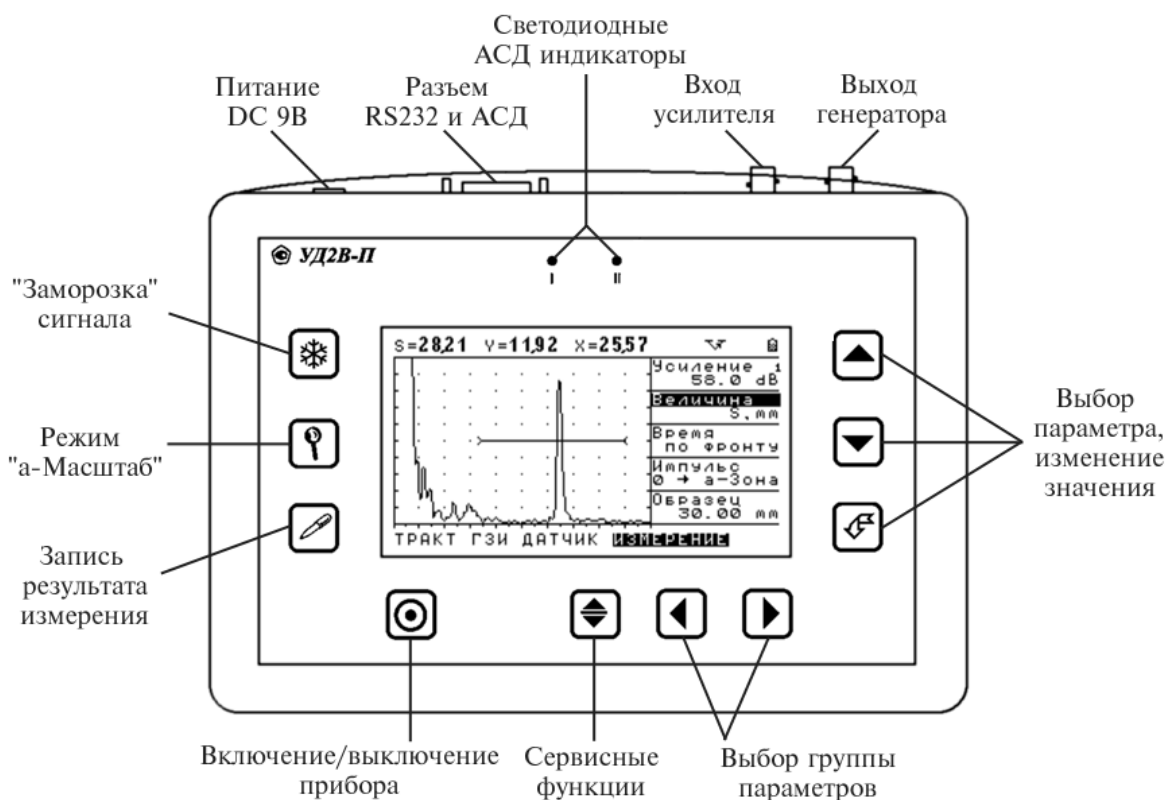 Светодиодные
АСД индикаторы
Питание
DC 9В
Разъем
RS232 и АСД
Вход
усилителя
Выход
генератора
УД2В-П
I
II
"Заморозка"
сигнала
Режим
"а-Масштаб"
Запись
результата
измерения
S=28,21 Y=11,92 X=25,57
Усиление 1
58.0 dB
Величина
S, mm
Время
по фронту
Импульс
0 → а-Зона
Образец
30.00 mm
ТРАКТ ГЗИ ДАТЧИК ИЗМЕРЕНИЕ
Выбор
параметра,
изменение
значения
Включение/выключение
прибора
Сервисные
функции
Выбор группы
параметров